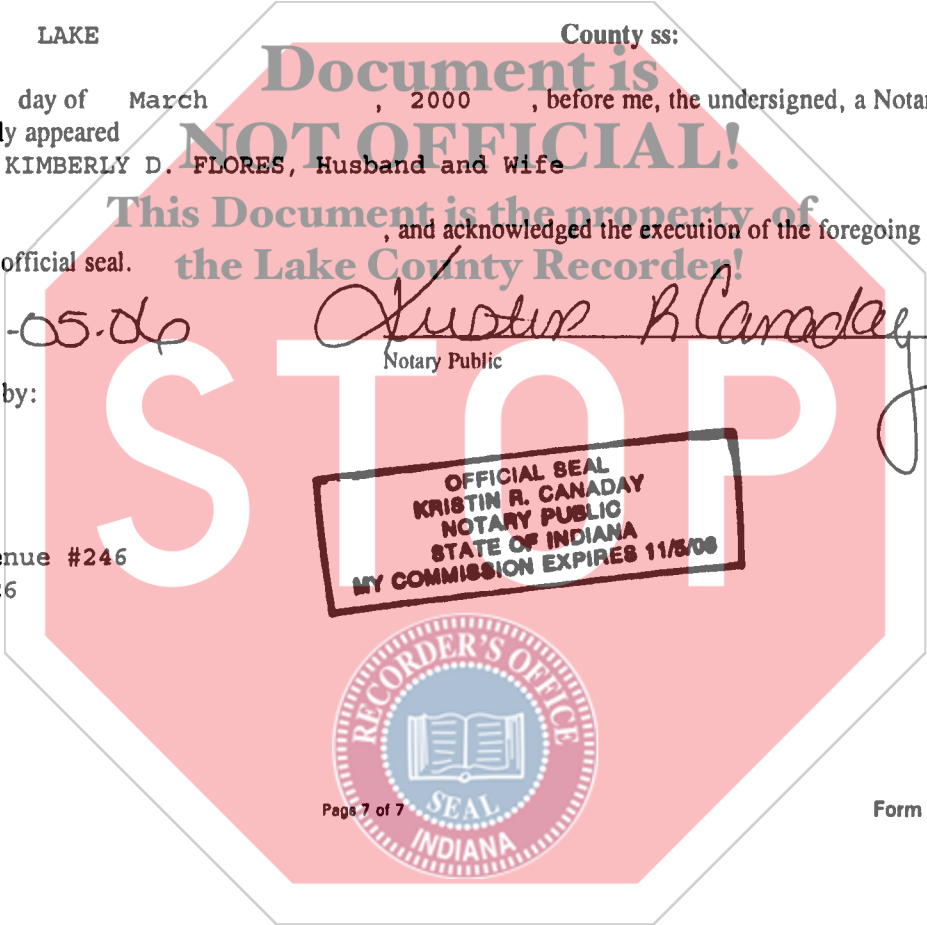 LAKE County ss:
Document is
day of March , 2000 , before me, the undersigned, a Notar
ly appeared
NOT OFFICIAL!
KIMBERLY D. FLORES, Husband and Wife
This Document is the property of
, and acknowledged the execution of the foregoing
official seal.
the Lake County Recorder!
-05-06 Kristin R Canaday
Notary Public
by:
STOP
OFFICIAL SEAL
KRISTIN R. CANADAY
NOTARY PUBLIC
STATE OF INDIANA
MY COMMISSION EXPIRES 11/5/06
enue #246
6
RECORDER'S OFFICE
SEAL
INDIANA
Page 7 of 7 Form